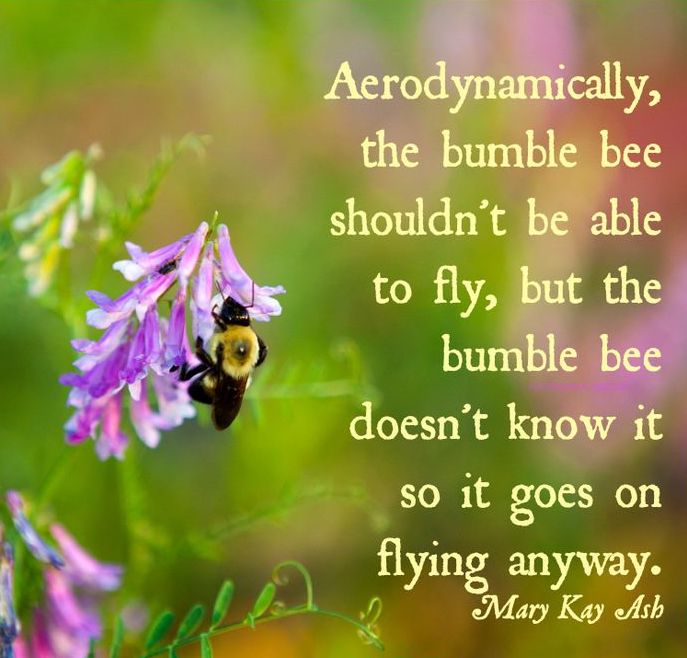 Aerodynamically,
the bumble bee
shouldn't be able
to fly, but the
bumble bee
doesn't know it
so it goes on
flying anyway.
Mary Kay Ash